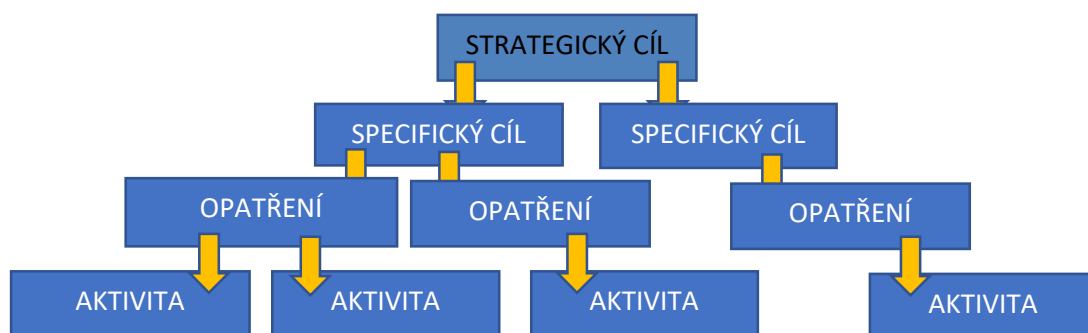 STRATEGICKÝ CÍL
SPECIFICKÝ CÍL
SPECIFICKÝ CÍL
OPATŘENÍ
OPATŘENÍ
OPATŘENÍ
AKTIVITA
AKTIVITA
AKTIVITA
AKTIVITA